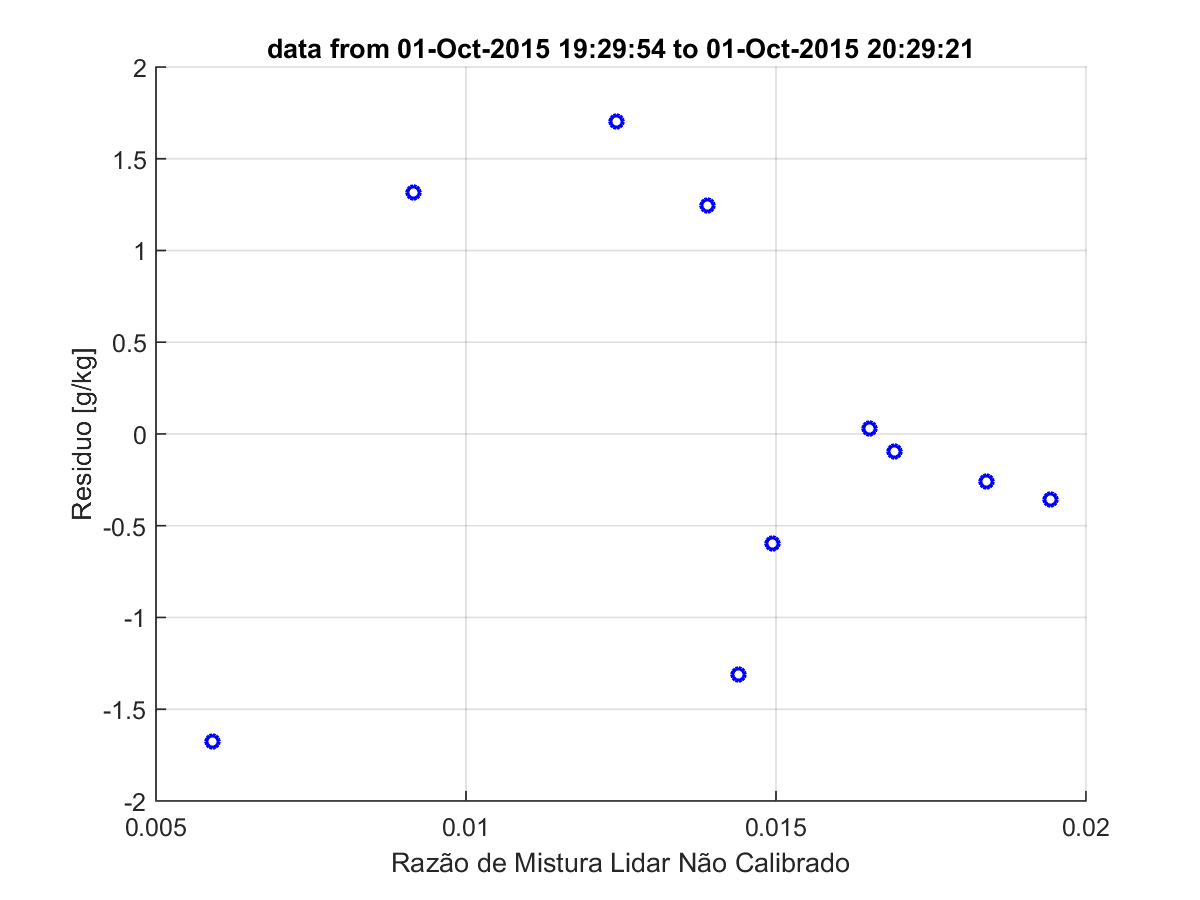 data from 01-Oct-2015 19:29:54 to 01-Oct-2015 20:29:21
2
1.5
1
0.5
0
-0.5
-1
-1.5
-2
Residuo [g/kg]
0.005 0.01 0.015 0.02
Razão de Mistura Lidar Não Calibrado